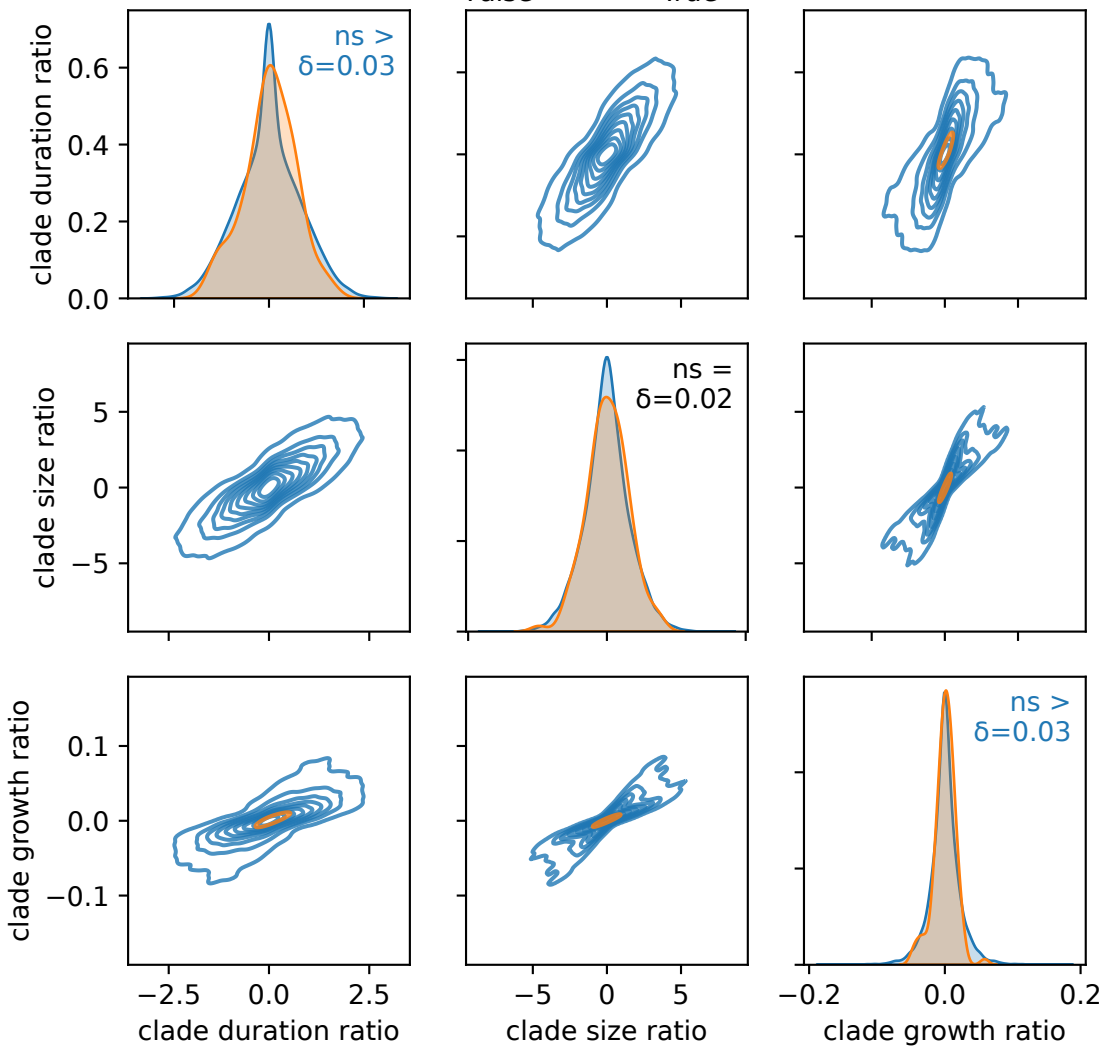 clade duration ratio
0.6
0.4
0.2
0.0
ns >
δ=0.03
clade size ratio
5
0
−5
ns =
δ=0.02
clade growth ratio
0.1
0.0
−0.1
ns >
δ=0.03
−2.5 0.0 2.5
−5 0 5
−0.2 0.0 0.2
clade duration ratio
clade size ratio
clade growth ratio